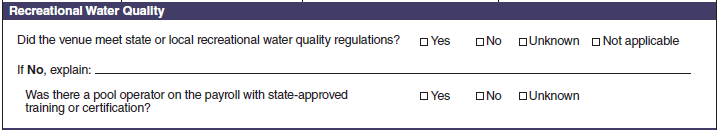 Recreational Water Quality
Did the venue meet state or local recreational water quality regulations? □ Yes □ No □ Unknown □ Not applicable
If No, explain:
Was there a pool operator on the payroll with state-approved □ Yes □ No □ Unknown
training or certification?